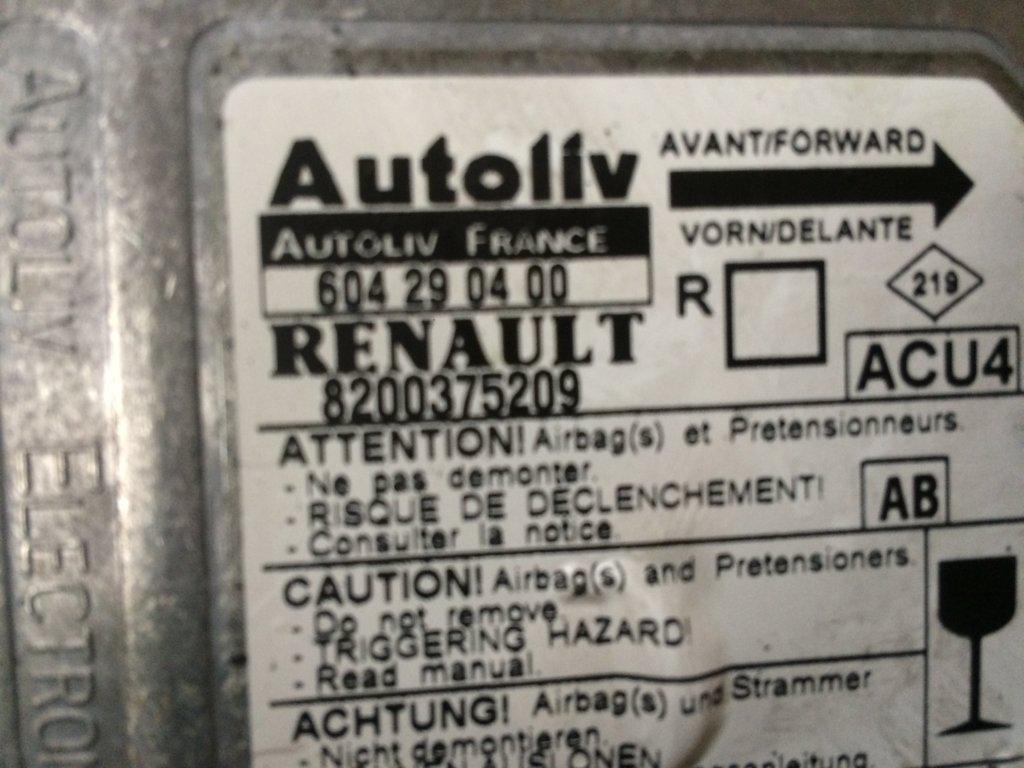 Autoliv
AVANT/FORWARD
AUTOLIV FRANCE
VORN/DELANTE
604 29 04 00
R
219
RENAULT
ACU4
8200375209
ATTENTION! Airbag(s) et Pretensionneurs.
- Ne pas demonter.
- RISQUE DE DECLENCHEMENT!
- Consulter la notice.
AB
CAUTION! Airbag(s) and Pretensioners.
- Do not remove.
- TRIGGERING HAZARD!
- Read manual.
ACHTUNG! Airbag(s) und Strammer
- Nicht demontieren.
AUTOLIV ELECTRO